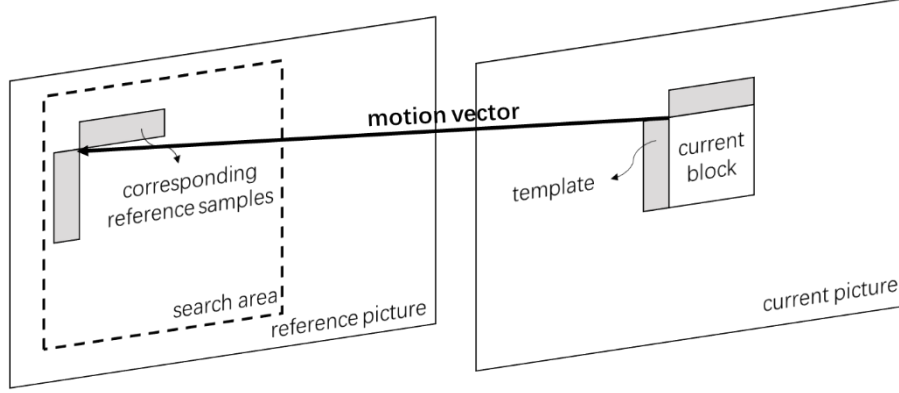 motion vector
corresponding
reference samples
search area
reference picture
template
current
block
current picture